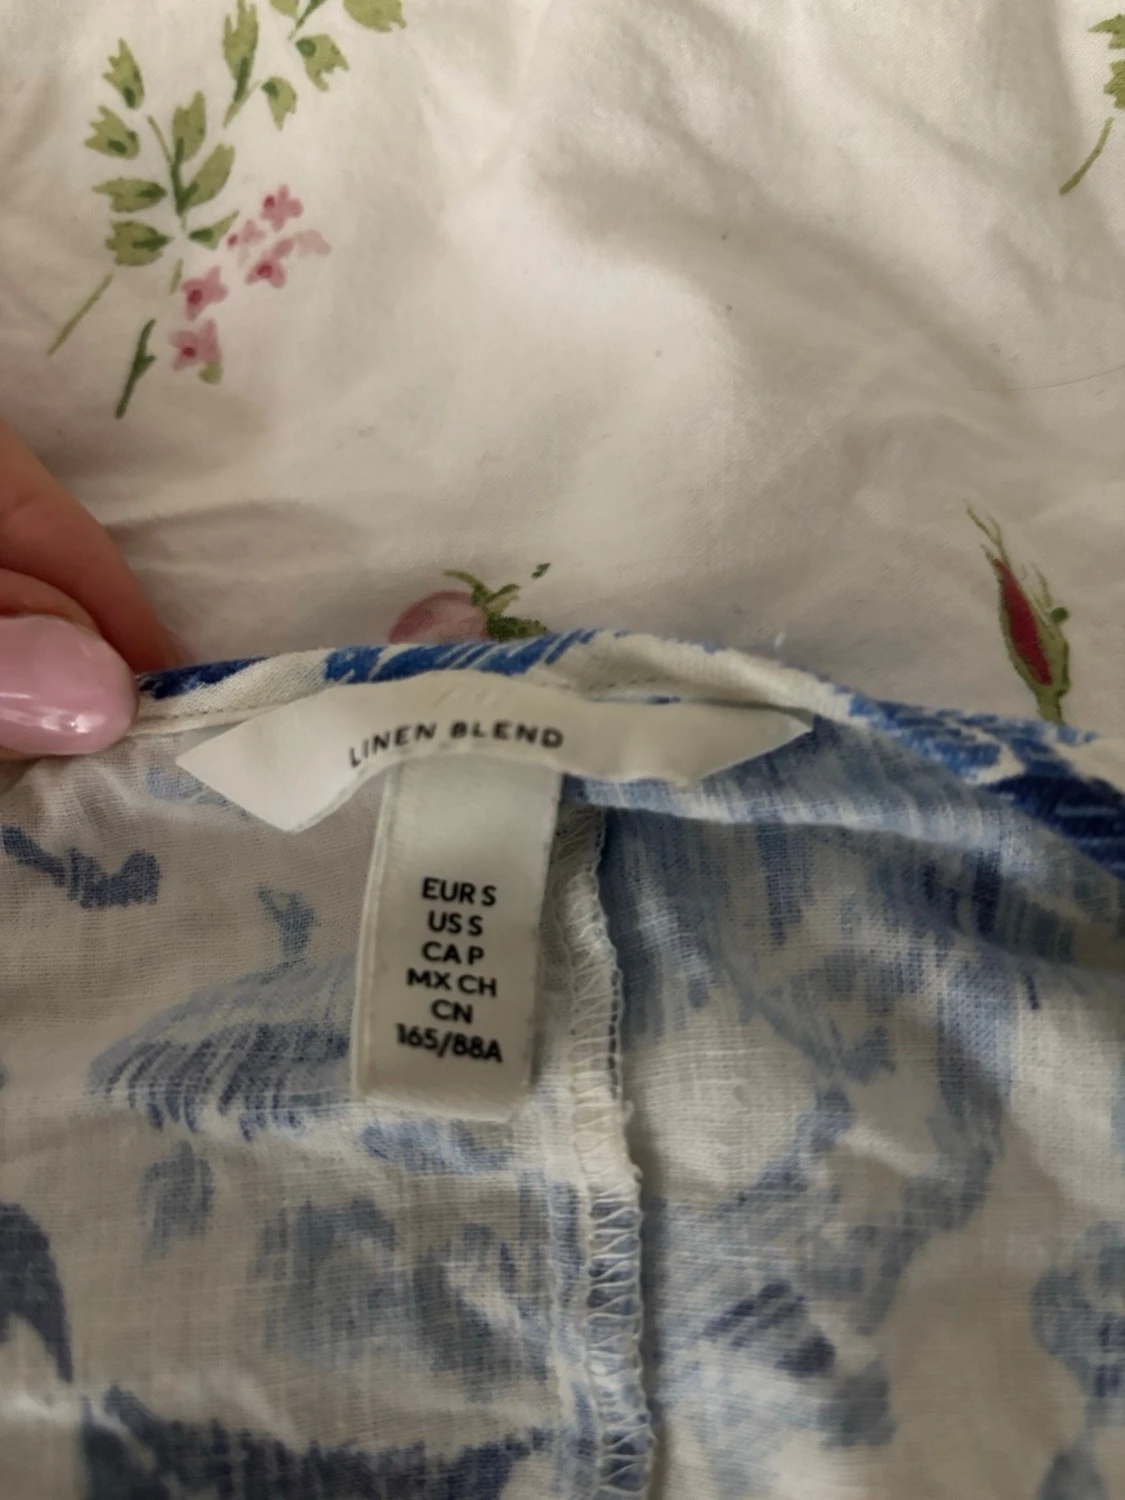 LINEN BLEND
EUR S
US S
CA P
MX CH
CN
165/88A